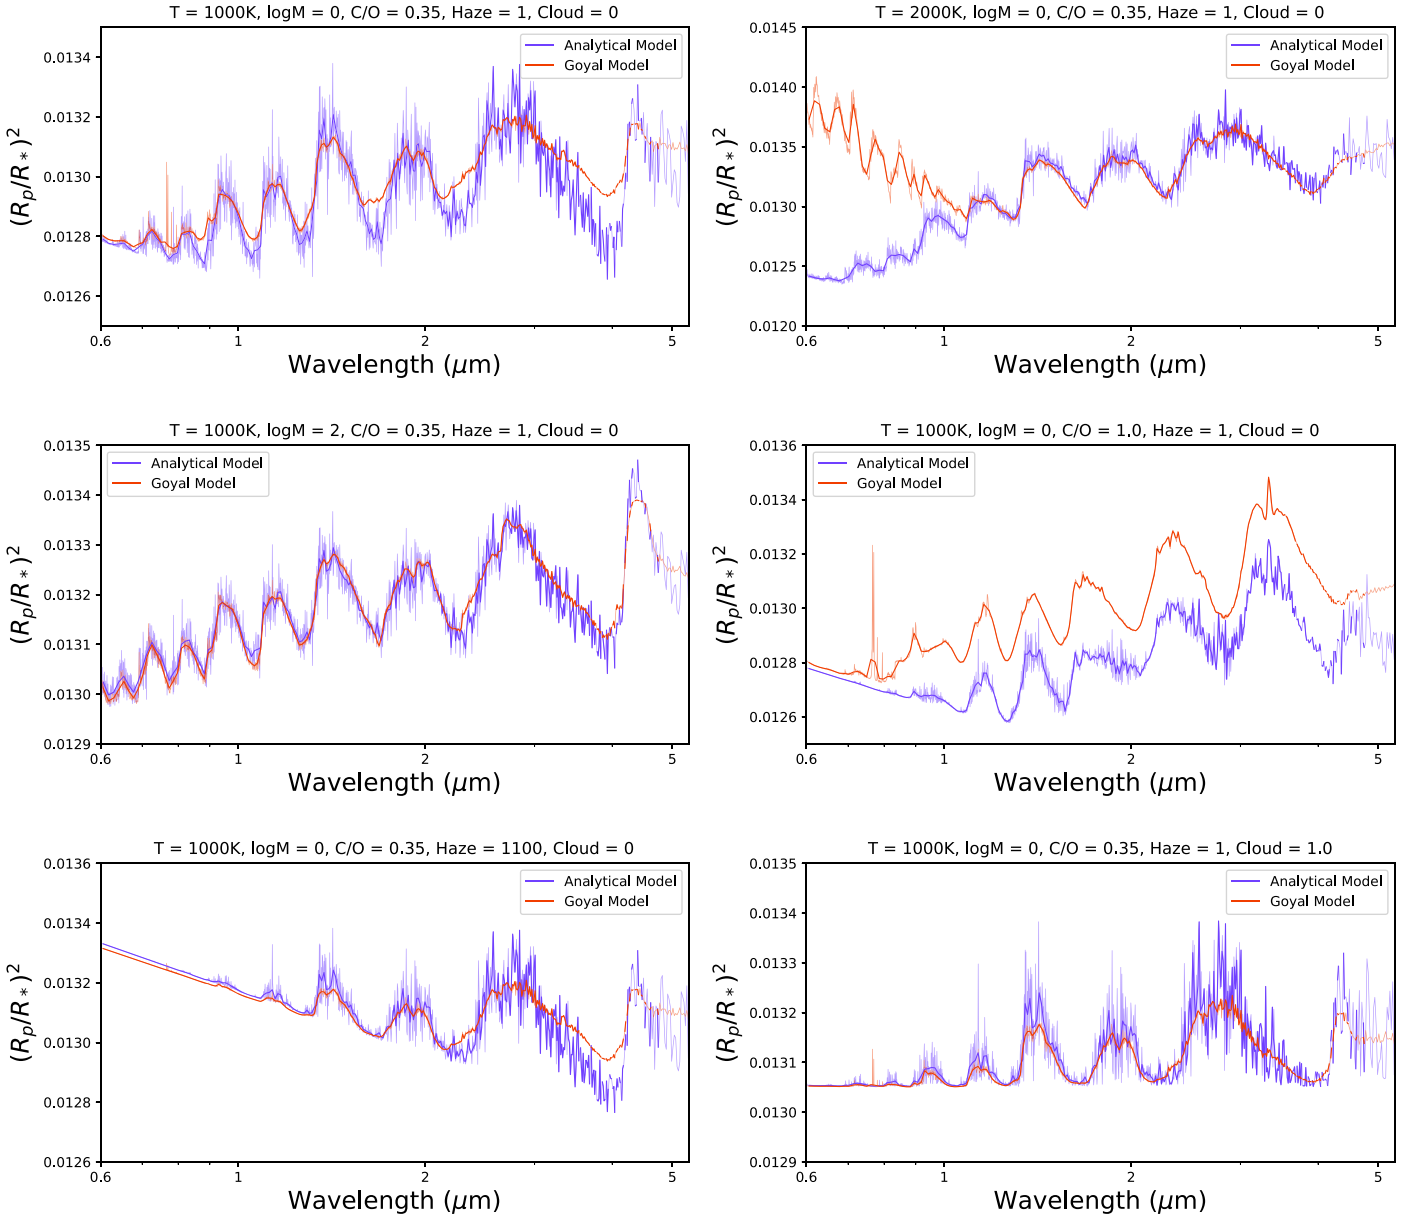 T = 1000K, logM = 0, C/O = 0.35, Haze = 1, Cloud = 0
0.0134
0.0132
0.0130
0.0128
0.0126
(R_p/R_*)^2
Analytical Model
Goyal Model
0.6 1 2 5
Wavelength (μm)
T = 2000K, logM = 0, C/O = 0.35, Haze = 1, Cloud = 0
0.0145
0.0140
0.0135
0.0130
0.0125
0.0120
(R_p/R_*)^2
Analytical Model
Goyal Model
0.6 1 2 5
Wavelength (μm)
T = 1000K, logM = 2, C/O = 0.35, Haze = 1, Cloud = 0
0.0135
0.0134
0.0133
0.0132
0.0131
0.0130
0.0129
(R_p/R_*)^2
Analytical Model
Goyal Model
0.6 1 2 5
Wavelength (μm)
T = 1000K, logM = 0, C/O = 1.0, Haze = 1, Cloud = 0
0.0136
0.0134
0.0132
0.0130
0.0128
0.0126
(R_p/R_*)^2
Analytical Model
Goyal Model
0.6 1 2 5
Wavelength (μm)
T = 1000K, logM = 0, C/O = 0.35, Haze = 1100, Cloud = 0
0.0136
0.0134
0.0132
0.0130
0.0128
0.0126
(R_p/R_*)^2
Analytical Model
Goyal Model
0.6 1 2 5
Wavelength (μm)
T = 1000K, logM = 0, C/O = 0.35, Haze = 1, Cloud = 1.0
0.0135
0.0134
0.0133
0.0132
0.0131
0.0130
0.0129
(R_p/R_*)^2
Analytical Model
Goyal Model
0.6 1 2 5
Wavelength (μm)